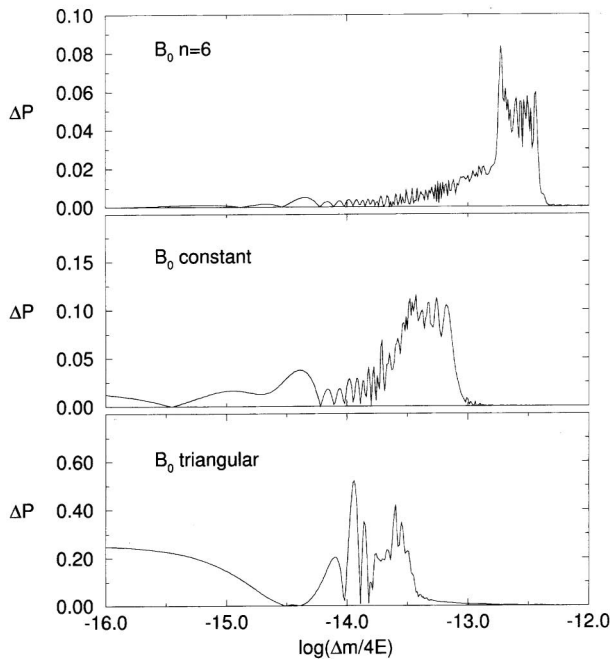 0.10
B₀ n=6
0.08
ΔP
0.06
0.04
0.02
0.00
B₀ constant
0.15
ΔP
0.10
0.05
0.00
B₀ triangular
0.60
ΔP
0.40
0.20
0.00
-16.0 -15.0 -14.0 -13.0 -12.0
log(Δm/4E)